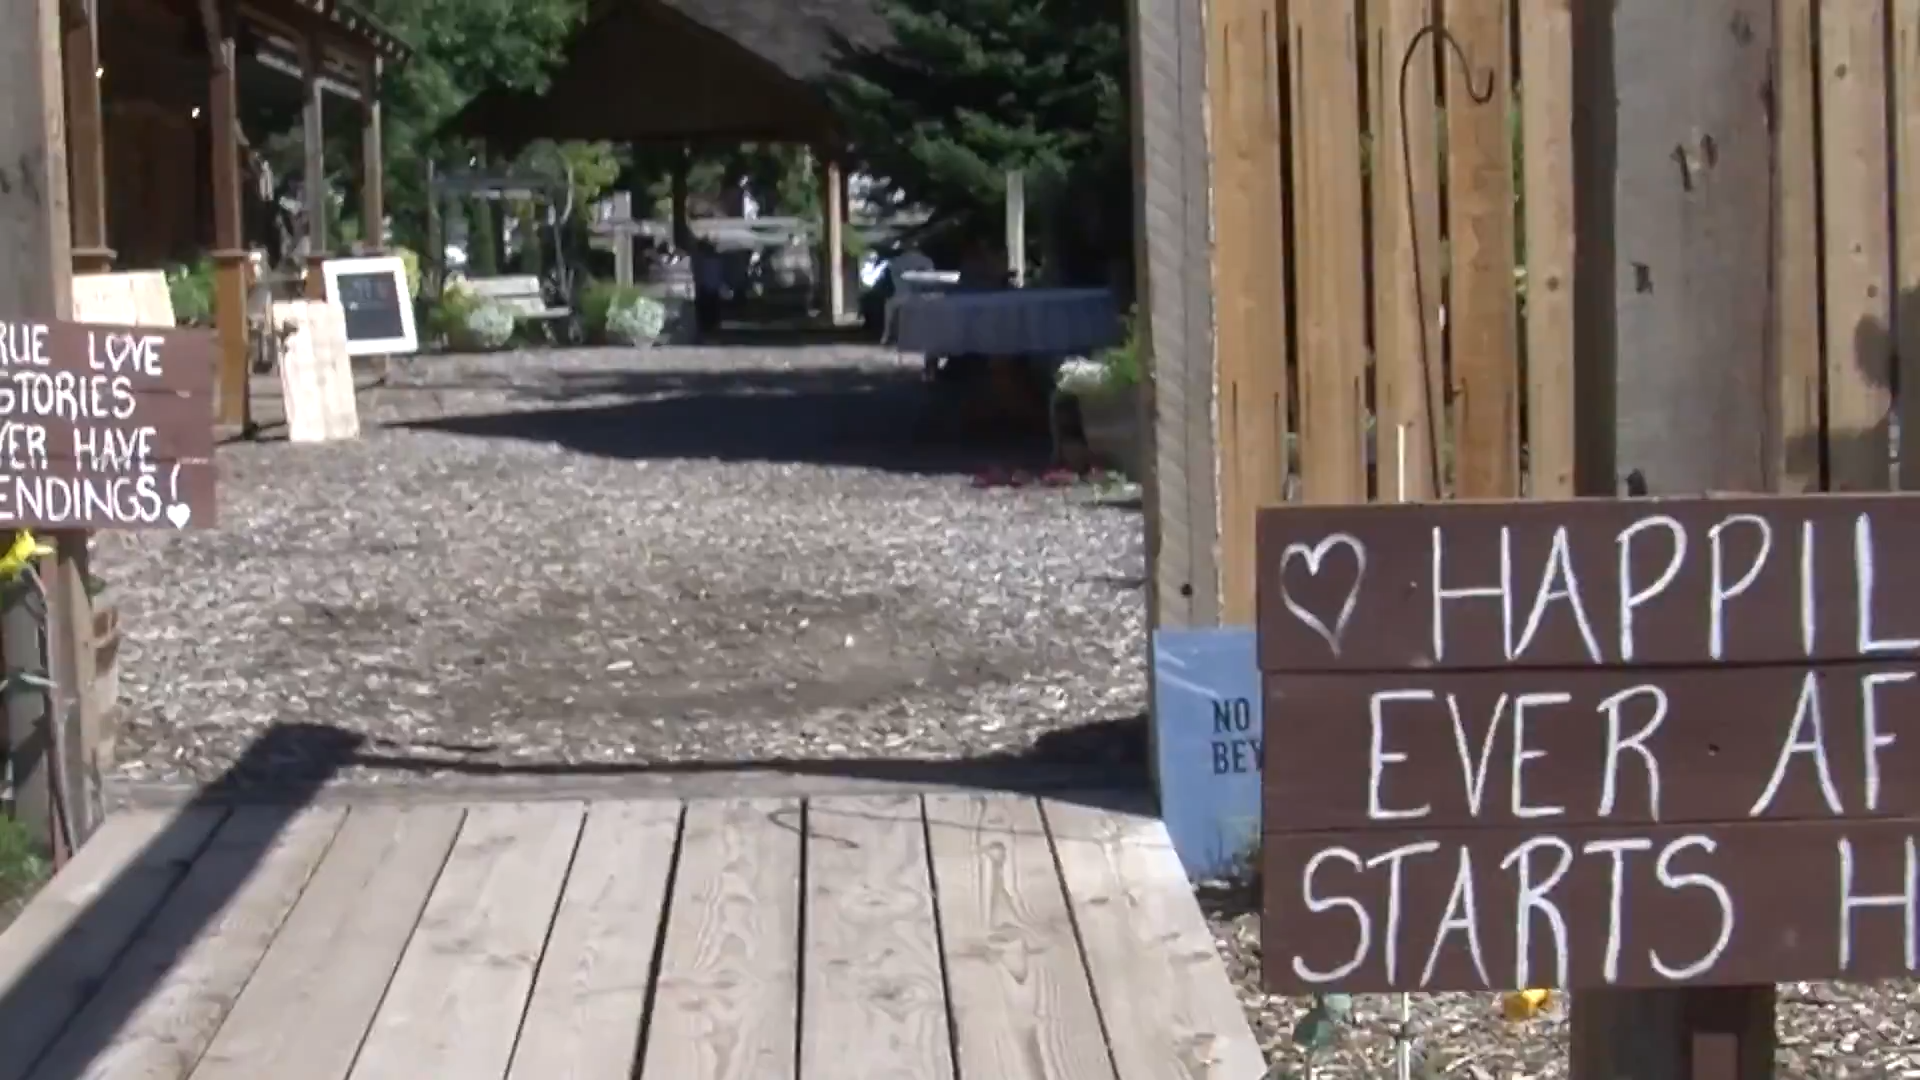 RUE LOVE
STORIES
VER HAVE
ENDINGS!
HAPPIL
EVER AF
STARTS H
NO
BEY